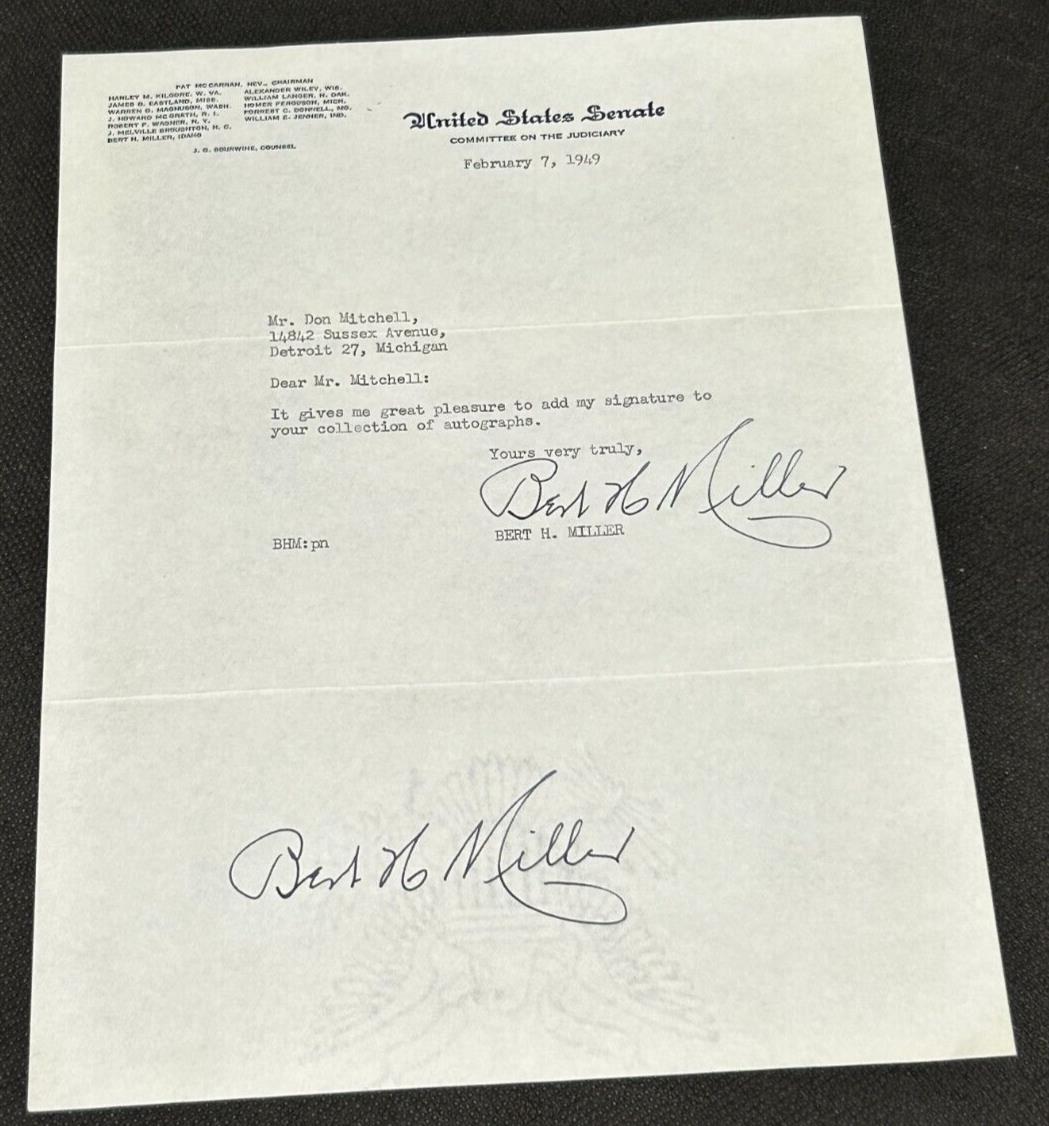 PAT MC CARRAN, NEV., CHAIRMAN
HARLEY M. KILGORE, W. VA.
JAMES O. EASTLAND, MISS.
WARREN G. MAGNUSON, WASH.
J. HOWARD MC GRATH, R. I.
ROBERT F. WAGNER, N. Y.
J. MELVILLE BROUGHTON, N. C.
BERT H. MILLER, IDAHO
ALEXANDER WILEY, WIS.
WILLIAM LANGER, N. DAK.
HOMER FERGUSON, MICH.
FORREST C. DONNELL, MO.
WILLIAM E. JENNER, IND.
J. G. SOURWINE, COUNSEL
United States Senate
COMMITTEE ON THE JUDICIARY
February 7, 1949
Mr. Don Mitchell,
14842 Sussex Avenue,
Detroit 27, Michigan
Dear Mr. Mitchell:
It gives me great pleasure to add my signature to
your collection of autographs.
Yours very truly,
Bert H Miller
BERT H. MILLER
BHM:pn
Bert H Miller